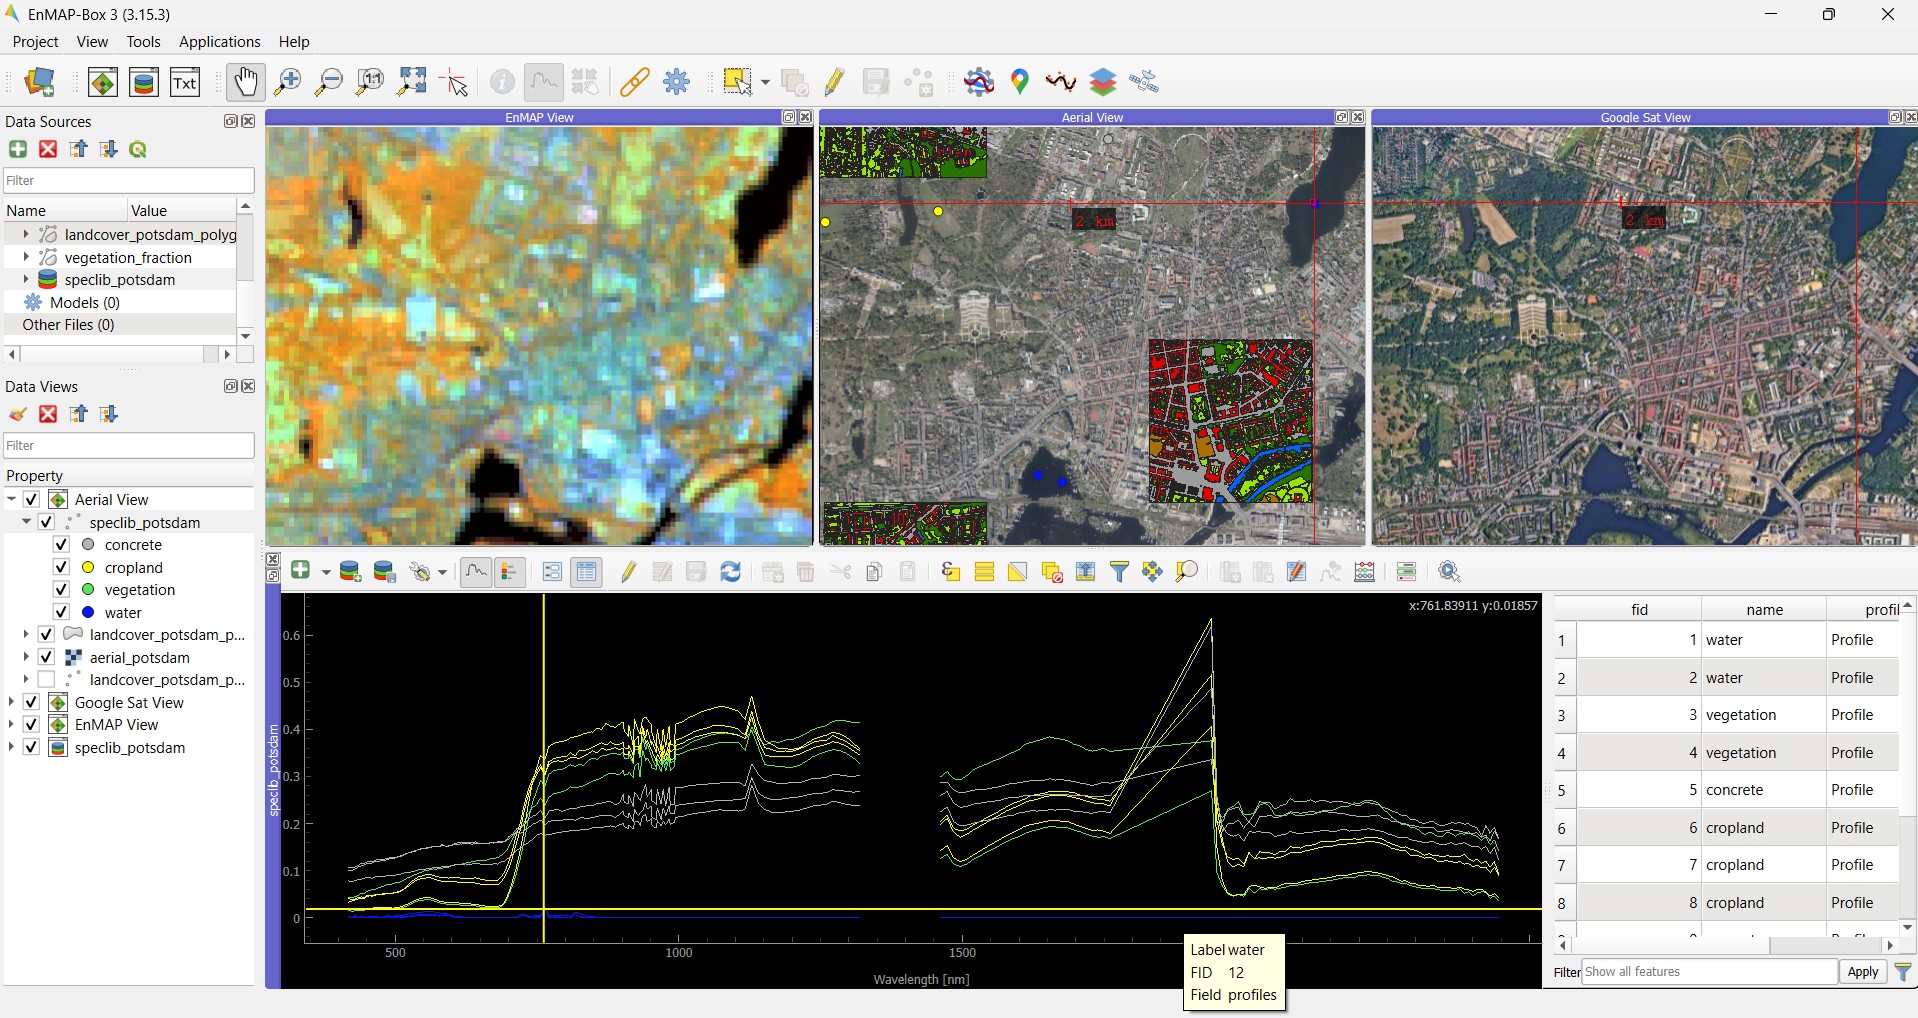 EnMAP-Box 3 (3.15.3)
Project View Tools Applications Help
Txt
1:1
Data Sources
Filter
Name Value
landcover_potsdam_polyg
vegetation_fraction
speclib_potsdam
Models (0)
Other Files (0)
Data Views
Filter
Property
Aerial View
speclib_potsdam
concrete
cropland
vegetation
water
landcover_potsdam_p...
aerial_potsdam
landcover_potsdam_p...
Google Sat View
EnMAP View
speclib_potsdam
EnMAP View
Aerial View
2 km
Google Sat View
2 km
speclib_potsdam
x:761.83911 y:0.01857
0.6
0.5
0.4
0.3
0.2
0.1
0
500 1000 1500
Wavelength [nm]
Label water
FID 12
Field profiles
fid name profil
1 1 water Profile
2 2 water Profile
3 3 vegetation Profile
4 4 vegetation Profile
5 5 concrete Profile
6 6 cropland Profile
7 7 cropland Profile
8 8 cropland Profile
Filter Show all features Apply